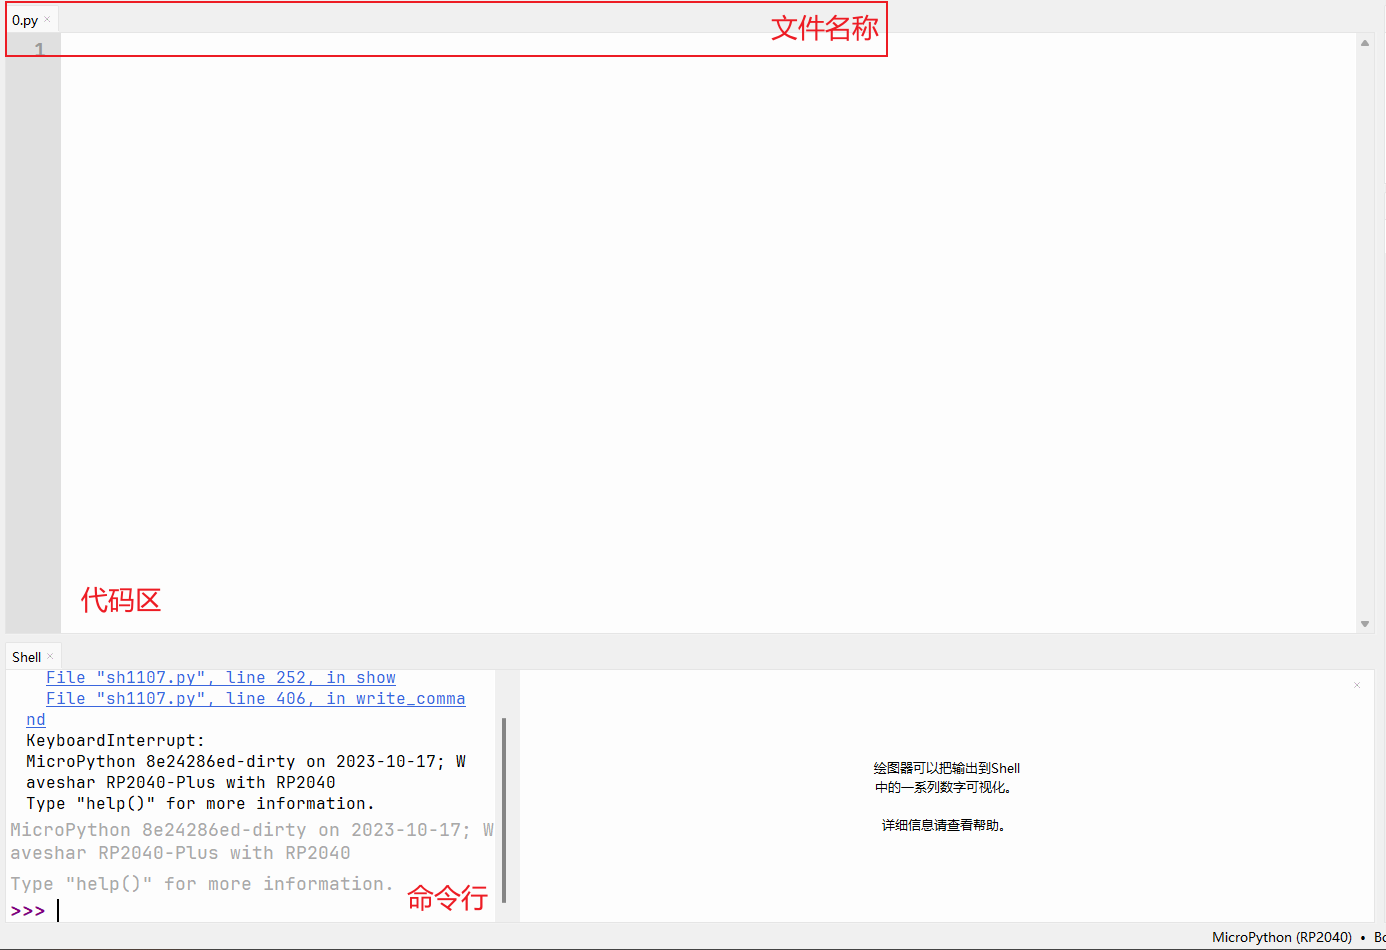 0.py
文件名称
1
代码区
Shell
File "sh1107.py", line 252, in show
File "sh1107.py", line 406, in write_comma
nd
KeyboardInterrupt:
MicroPython 8e24286ed-dirty on 2023-10-17; W
aveshar RP2040-Plus with RP2040
Type "help()" for more information.
MicroPython 8e24286ed-dirty on 2023-10-17; W
aveshar RP2040-Plus with RP2040
Type "help()" for more information.
命令行
>>>
绘图器可以把输出到Shell
中的一系列数字可视化。
详细信息请查看帮助。
MicroPython (RP2040) •